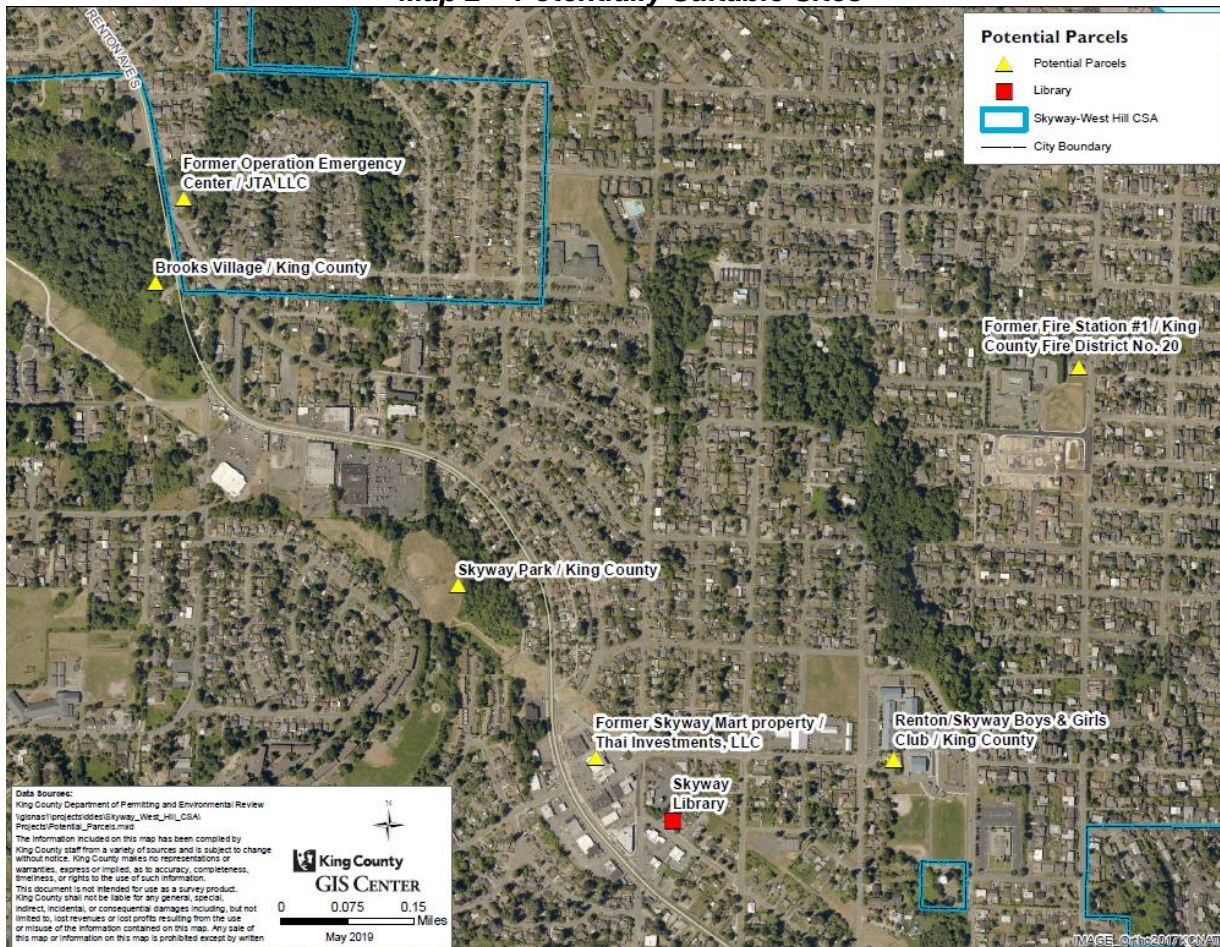 Map 2 – Potentially Suitable Sites
RENTON AVE S
Potential Parcels
Potential Parcels
Library
Skyway-West Hill CSA
City Boundary
Former Operation Emergency
Center / JTA LLC
Brooks Village / King County
Former Fire Station #1 / King
County Fire District No. 20
Skyway Park / King County
Former Skyway Mart property /
Thai Investments, LLC
Renton/Skyway Boys & Girls
Club / King County
Skyway
Library
Data Sources:
King County Department of Permitting and Environmental Review
\\gisnas1\projects\ddes\Skyway_West_Hill_CSA\
Projects\Potential_Parcels.mxd
The information included on this map has been compiled by
King County staff from a variety of sources and is subject to change
without notice. King County makes no representations or
warranties, express or implied, as to accuracy, completeness,
timeliness, or rights to the use of such information.
This document is not intended for use as a survey product.
King County shall not be liable for any general, special,
indirect, incidental, or consequential damages including, but not
limited to, lost revenues or lost profits resulting from the use
or misuse of the information contained on this map. Any sale of
this map or information on this map is prohibited except by written
N
King County
GIS CENTER
0 0.075 0.15
Miles
May 2019
IMAGE_Ortho2017KCNAT